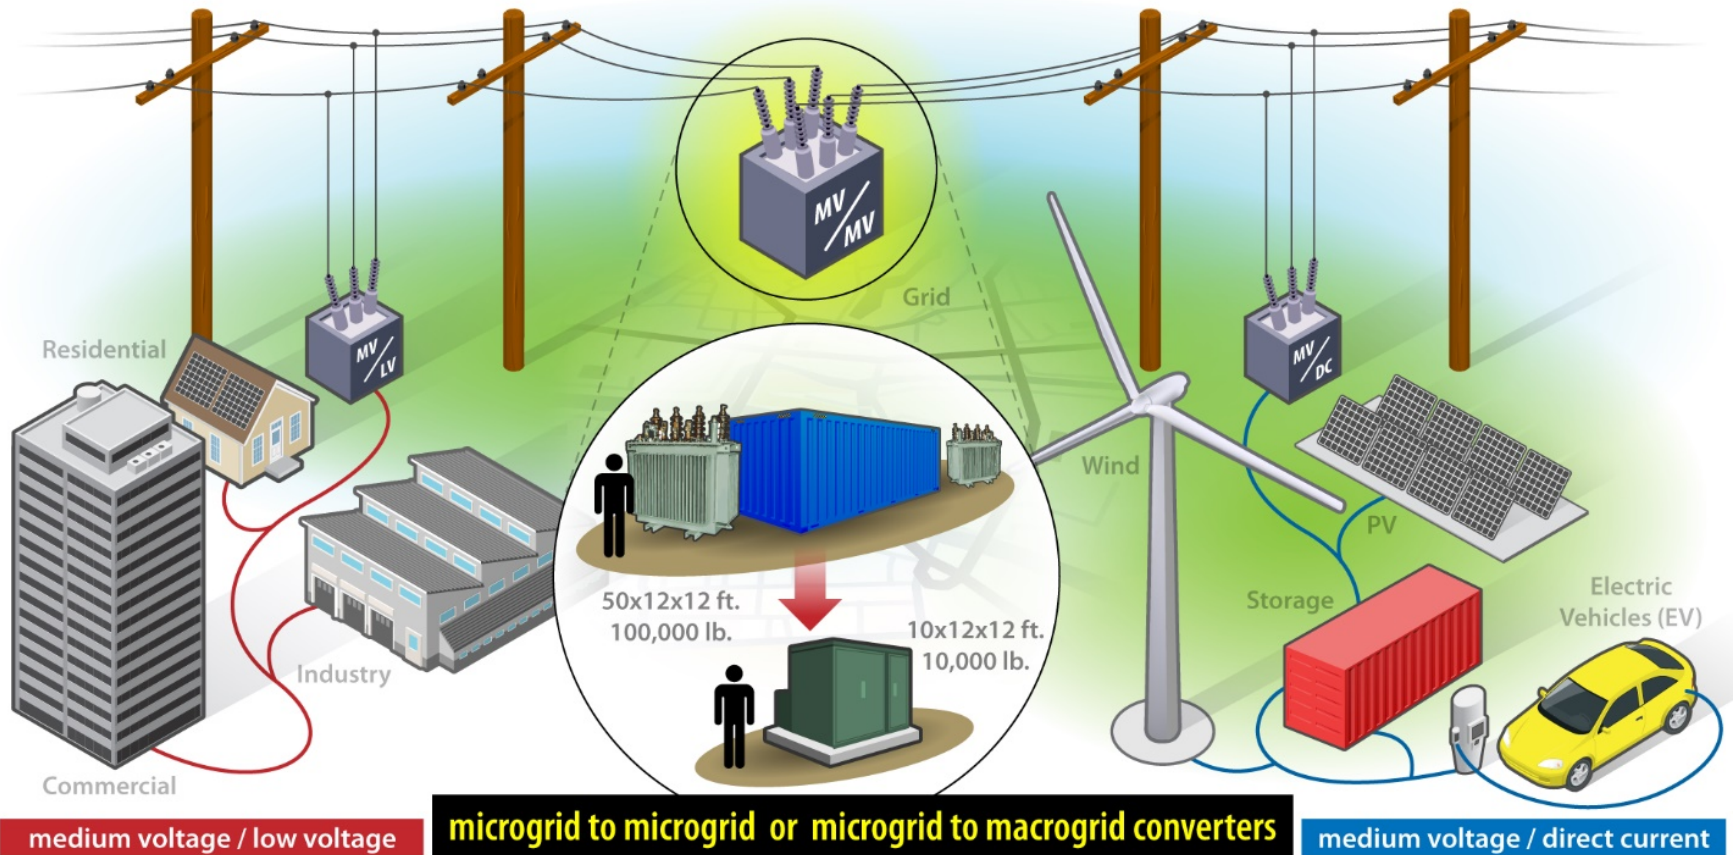 MV/
MV
Grid
Residential
MV/
LV
MV/
DC
Wind
PV
50x12x12 ft.
100,000 lb.
10x12x12 ft.
10,000 lb.
Storage
Electric
Vehicles (EV)
Industry
Commercial
medium voltage / low voltage
microgrid to microgrid or microgrid to macrogrid converters
medium voltage / direct current